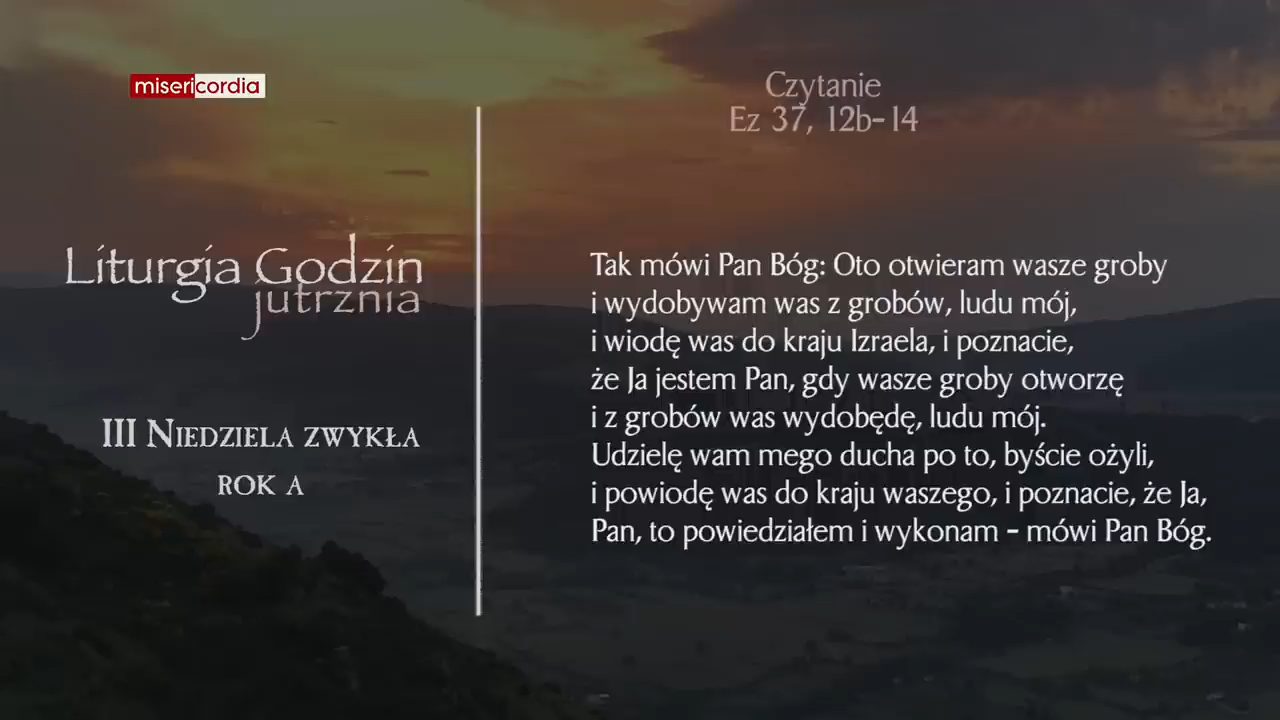 misericordia
Liturgia Godzin
jutrznia
III Niedziela zwykła
rok A
Czytanie
Ez 37, 12b-14
Tak mówi Pan Bóg: Oto otwieram wasze groby
i wydobywam was z grobów, ludu mój,
i wiodę was do kraju Izraela, i poznacie,
że Ja jestem Pan, gdy wasze groby otworzę
i z grobów was wydobędę, ludu mój.
Udzielę wam mego ducha po to, byście ożyli,
i powiodę was do kraju waszego, i poznacie, że Ja,
Pan, to powiedziałem i wykonam - mówi Pan Bóg.